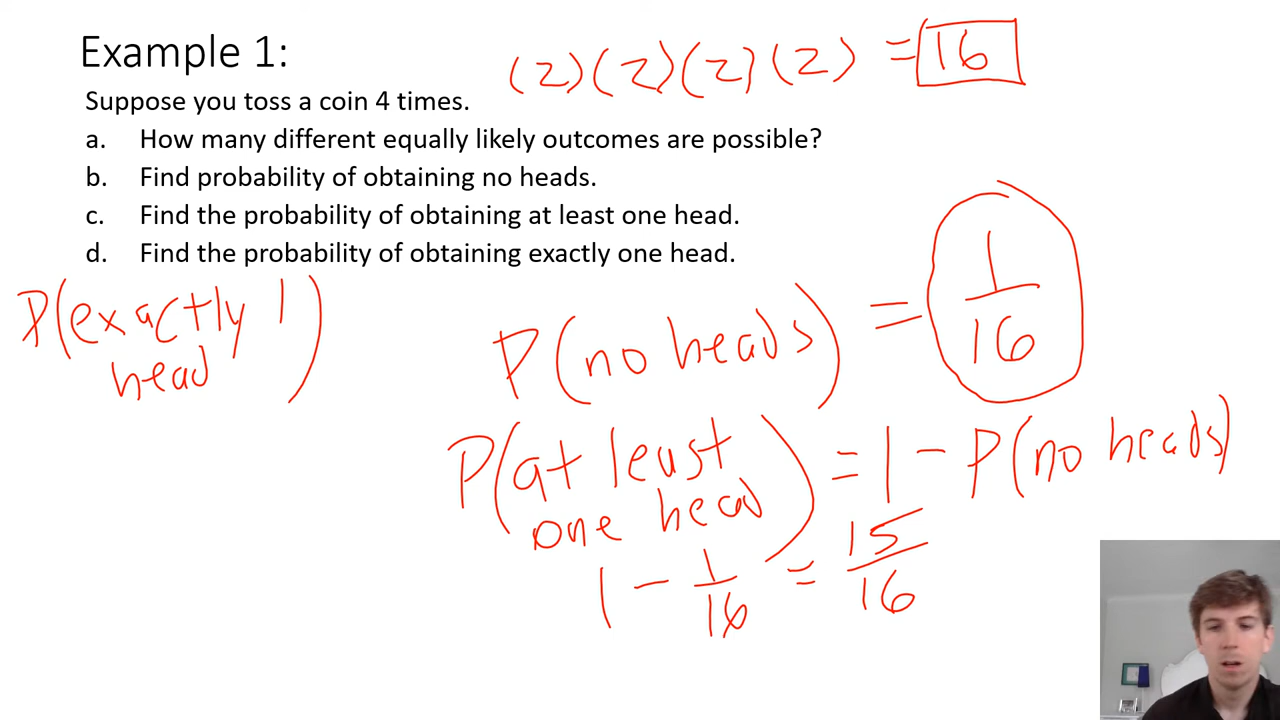 Example 1:
(2)(2)(2)(2) = 16
Suppose you toss a coin 4 times.
a. How many different equally likely outcomes are possible?
b. Find probability of obtaining no heads.
c. Find the probability of obtaining at least one head.
d. Find the probability of obtaining exactly one head.
P(exactly 1
head)
P(no heads) = 1/16
P(at least
one head) = 1 - P(no heads)
1 - 1/16 = 15/16